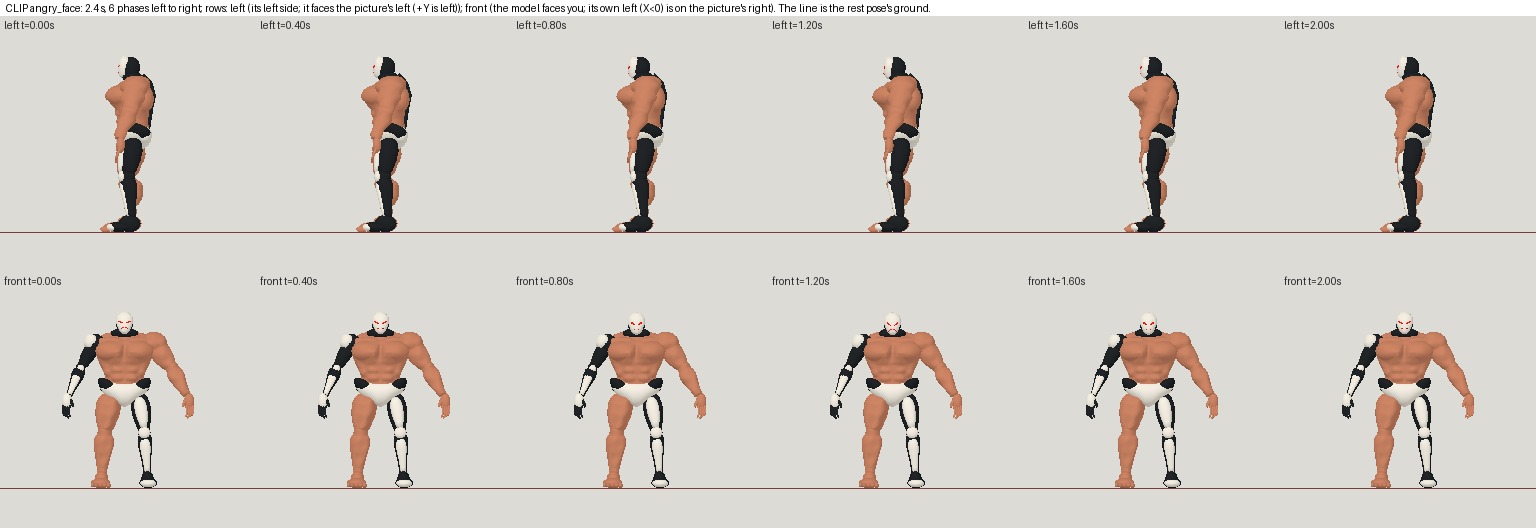 CLIP angry_face: 2.4 s, 6 phases left to right; rows: left (its left side; it faces the picture's left (+Y is left)); front (the model faces you; its own left (X<0) is on the picture's right). The line is the rest pose's ground.
left t=0.00s left t=0.40s left t=0.80s left t=1.20s left t=1.60s left t=2.00s
front t=0.00s front t=0.40s front t=0.80s front t=1.20s front t=1.60s front t=2.00s